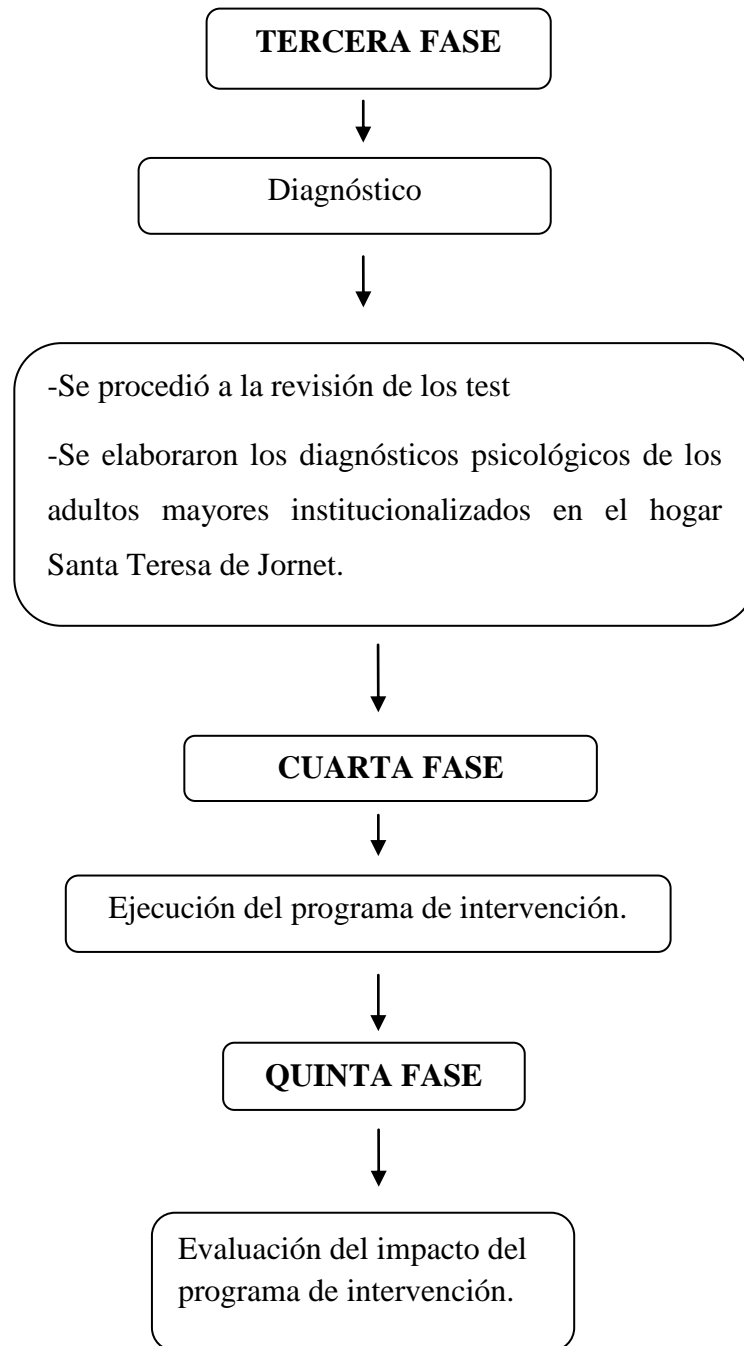 TERCERA FASE
Diagnóstico
-Se procedió a la revisión de los test
-Se elaboraron los diagnósticos psicológicos de los
adultos mayores institucionalizados en el hogar
Santa Teresa de Jornet.
CUARTA FASE
Ejecución del programa de intervención.
QUINTA FASE
Evaluación del impacto del
programa de intervención.